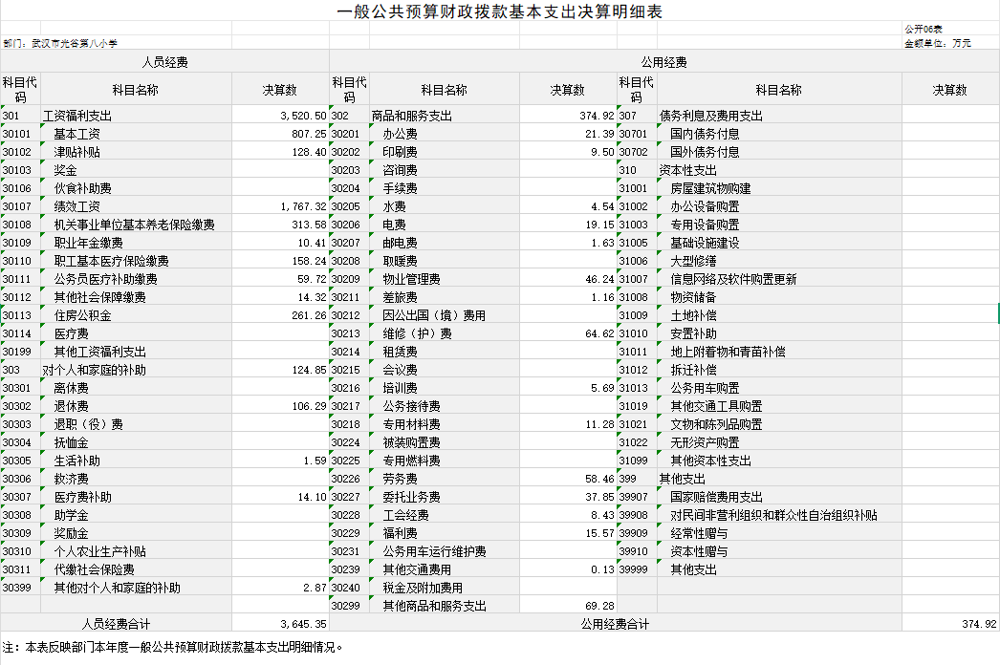 一般公共预算财政拨款基本支出决算明细表
公开06表
部门：武汉市光谷第八小学 金额单位：万元
人员经费 公用经费
科目代码 科目名称 决算数 科目代码 科目名称 决算数 科目代码 科目名称 决算数
301 工资福利支出 3,520.50 302 商品和服务支出 374.92 307 债务利息及费用支出
30101 基本工资 807.25 30201 办公费 21.39 30701 国内债务付息
30102 津贴补贴 128.40 30202 印刷费 9.50 30702 国外债务付息
30103 奖金 30203 咨询费 310 资本性支出
30106 伙食补助费 30204 手续费 31001 房屋建筑物购建
30107 绩效工资 1,767.32 30205 水费 4.54 31002 办公设备购置
30108 机关事业单位基本养老保险缴费 313.58 30206 电费 19.15 31003 专用设备购置
30109 职业年金缴费 10.41 30207 邮电费 1.63 31005 基础设施建设
30110 职工基本医疗保险缴费 158.24 30208 取暖费 31006 大型修缮
30111 公务员医疗补助缴费 59.72 30209 物业管理费 46.24 31007 信息网络及软件购置更新
30112 其他社会保障缴费 14.32 30211 差旅费 1.16 31008 物资储备
30113 住房公积金 261.26 30212 因公出国（境）费用 31009 土地补偿
30114 医疗费 30213 维修（护）费 64.62 31010 安置补助
30199 其他工资福利支出 30214 租赁费 31011 地上附着物和青苗补偿
303 对个人和家庭的补助 124.85 30215 会议费 31012 拆迁补偿
30301 离休费 30216 培训费 5.69 31013 公务用车购置
30302 退休费 106.29 30217 公务接待费 31019 其他交通工具购置
30303 退职（役）费 30218 专用材料费 11.28 31021 文物和陈列品购置
30304 抚恤金 30224 被装购置费 31022 无形资产购置
30305 生活补助 1.59 30225 专用燃料费 31099 其他资本性支出
30306 救济费 30226 劳务费 58.46 399 其他支出
30307 医疗费补助 14.10 30227 委托业务费 37.85 39907 国家赔偿费用支出
30308 助学金 30228 工会经费 8.43 39908 对民间非营利组织和群众性自治组织补贴
30309 奖励金 30229 福利费 15.57 39909 经常性赠与
30310 个人农业生产补贴 30231 公务用车运行维护费 39910 资本性赠与
30311 代缴社会保险费 30239 其他交通费用 0.13 39999 其他支出
30399 其他对个人和家庭的补助 2.87 30240 税金及附加费用
30299 其他商品和服务支出 69.28
人员经费合计 3,645.35 公用经费合计 374.92
注：本表反映部门本年度一般公共预算财政拨款基本支出明细情况。